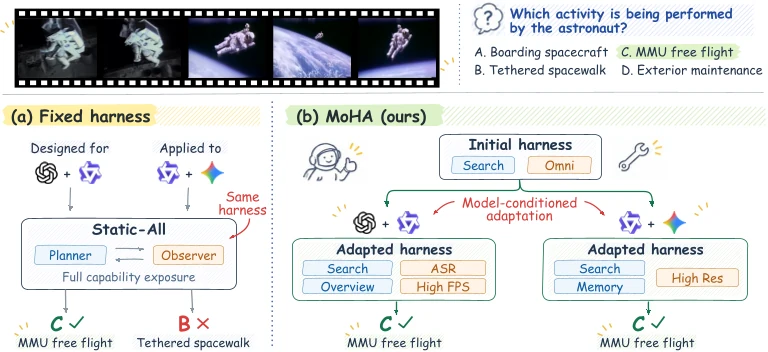 Which activity is being performed
by the astronaut?
A. Boarding spacecraft C. MMU free flight
B. Tethered spacewalk D. Exterior maintenance
(a) Fixed harness
Designed for Applied to
+ +
Same
harness
Static-All
Planner Observer
Full capability exposure
C ✓ B ×
MMU free flight Tethered spacewalk
(b) MoHA (ours)
Initial harness
Search Omni
Model-conditioned
adaptation
+ +
Adapted harness Adapted harness
Search ASR Search High Res
Overview High FPS Memory
C ✓ C ✓
MMU free flight MMU free flight